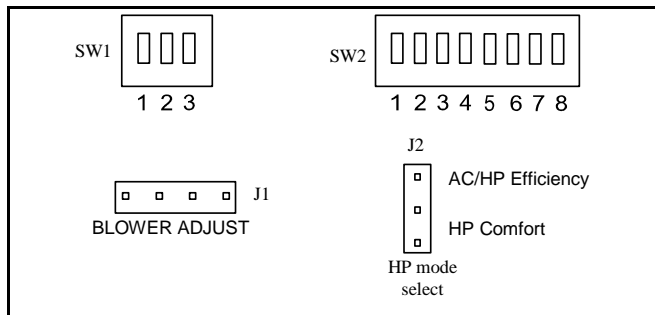 SW1
1 2 3
SW2
1 2 3 4 5 6 7 8
J1
BLOWER ADJUST
J2
AC/HP Efficiency
HP Comfort
HP mode
select